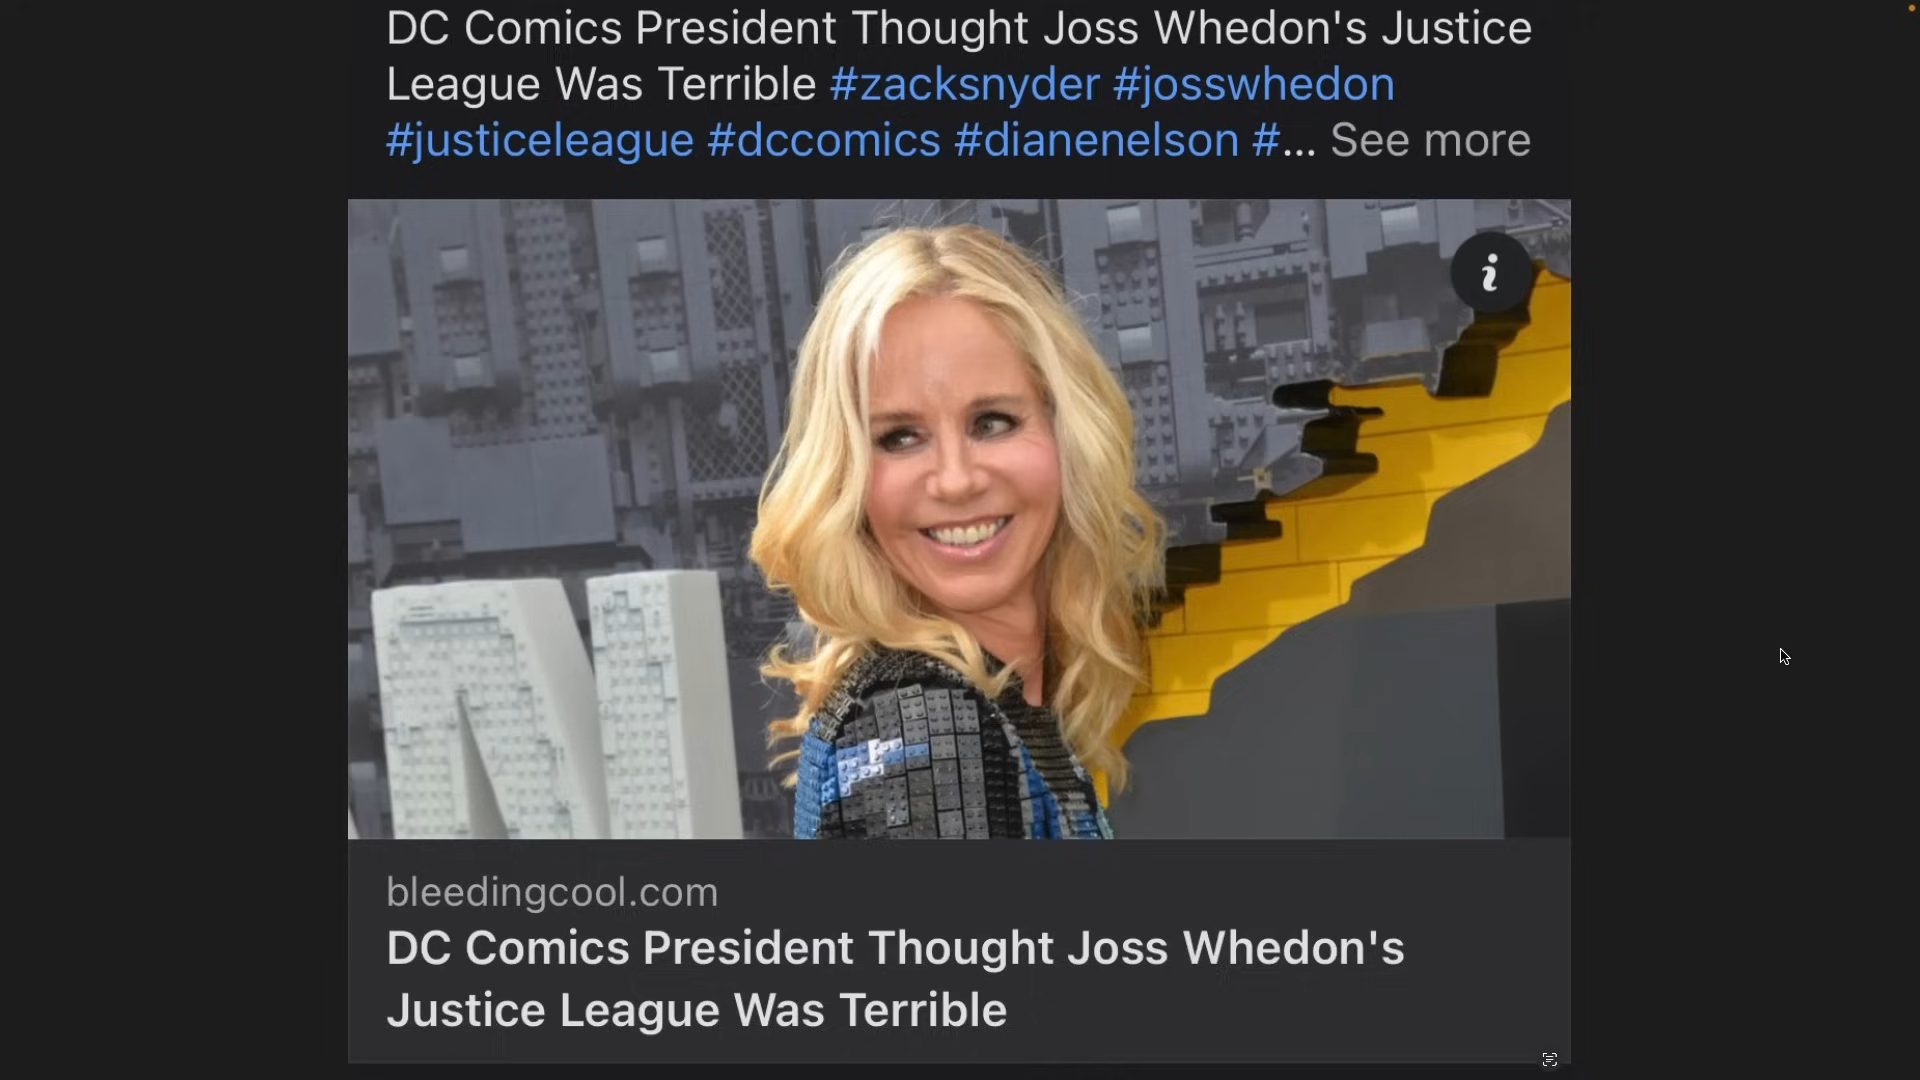 DC Comics President Thought Joss Whedon's Justice
League Was Terrible #zacksnyder #josswhedon
#justiceleague #dccomics #dianenelson #... See more
i
N
bleedingcool.com
DC Comics President Thought Joss Whedon's
Justice League Was Terrible